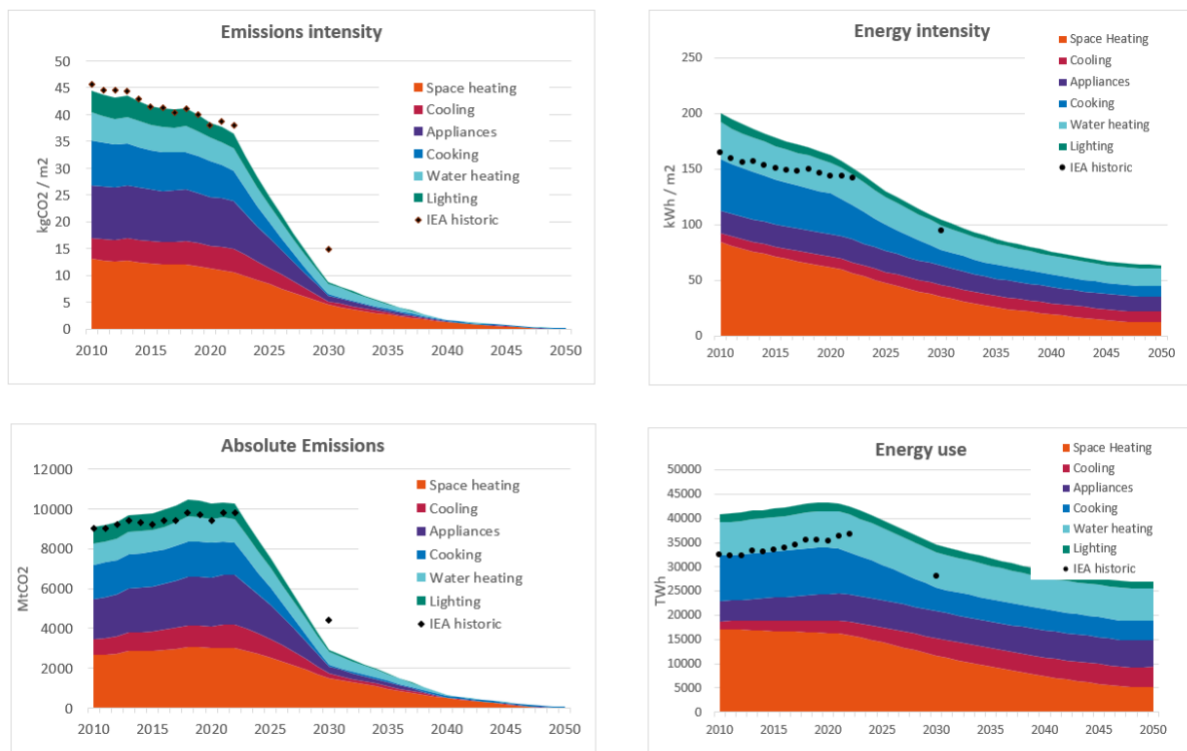 Emissions intensity
50
45
40
35
30
25
20
15
10
5
0
kgCO2 / m2
2010 2015 2020 2025 2030 2035 2040 2045 2050
Space heating
Cooling
Appliances
Cooking
Water heating
Lighting
IEA historic
Energy intensity
250
200
150
100
50
0
kWh / m2
2010 2015 2020 2025 2030 2035 2040 2045 2050
Space Heating
Cooling
Appliances
Cooking
Water heating
Lighting
IEA historic
Absolute Emissions
12000
10000
8000
6000
4000
2000
0
MtCO2
2010 2015 2020 2025 2030 2035 2040 2045 2050
Space heating
Cooling
Appliances
Cooking
Water heating
Lighting
IEA historic
Energy use
50000
45000
40000
35000
30000
25000
20000
15000
10000
5000
0
TWh
2010 2015 2020 2025 2030 2035 2040 2045 2050
Space Heating
Cooling
Appliances
Cooking
Water heating
Lighting
IEA historic